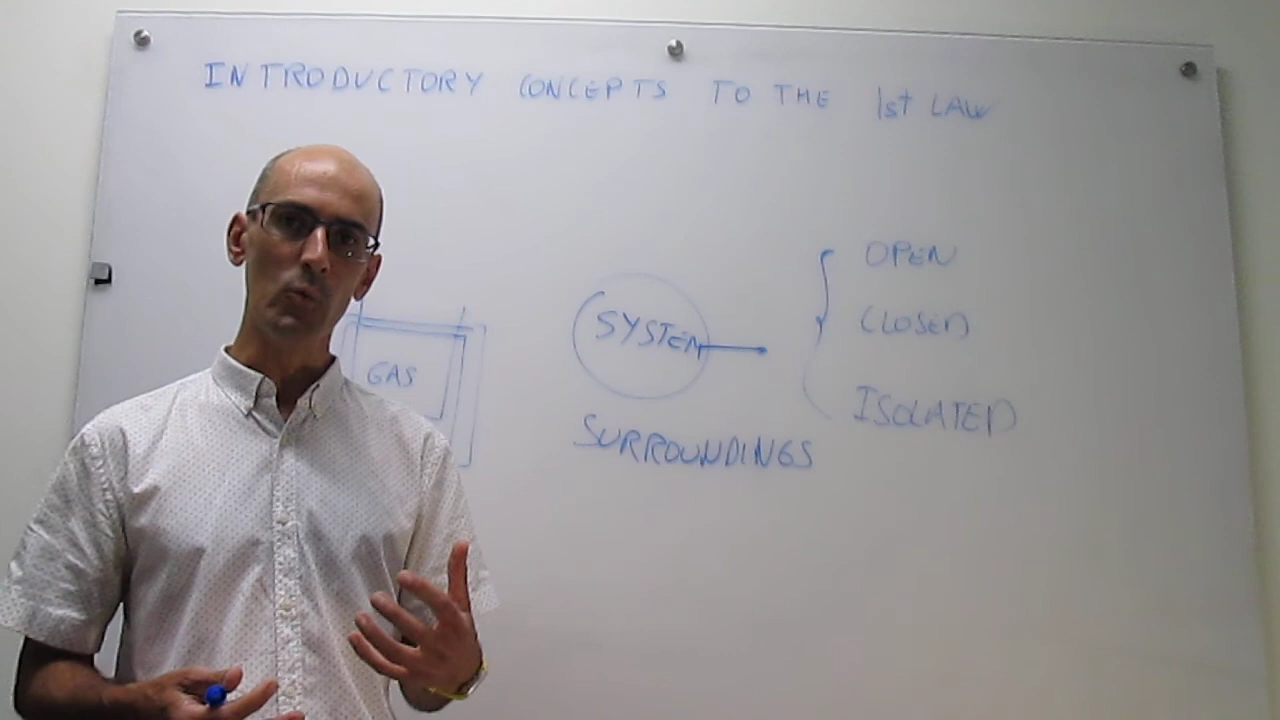 INTRODUCTORY CONCEPTS TO THE 1st LAW
GAS
SYSTEM
SURROUNDINGS
OPEN
CLOSED
ISOLATED